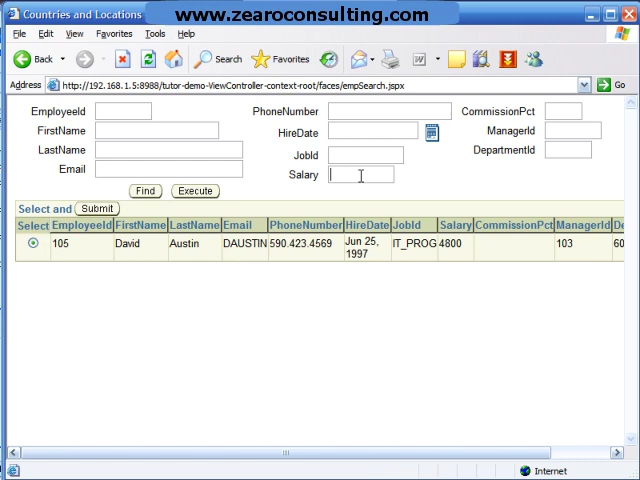 www.zearoconsulting.com
Countries and Locations
File Edit View Favorites Tools Help
Back Search Favorites W
Address http://192.168.1.5:8988/tutor-demo-ViewController-context-root/faces/empSearch.jspx Go
EmployeeId PhoneNumber CommissionPct
FirstName HireDate ManagerId
LastName JobId DepartmentId
Email Salary
Find Execute
Select and Submit
Select EmployeeId FirstName LastName Email PhoneNumber HireDate JobId Salary CommissionPct ManagerId De
105 David Austin DAUSTIN 590.423.4569 Jun 25, IT_PROG 4800 103 60
1997
Internet